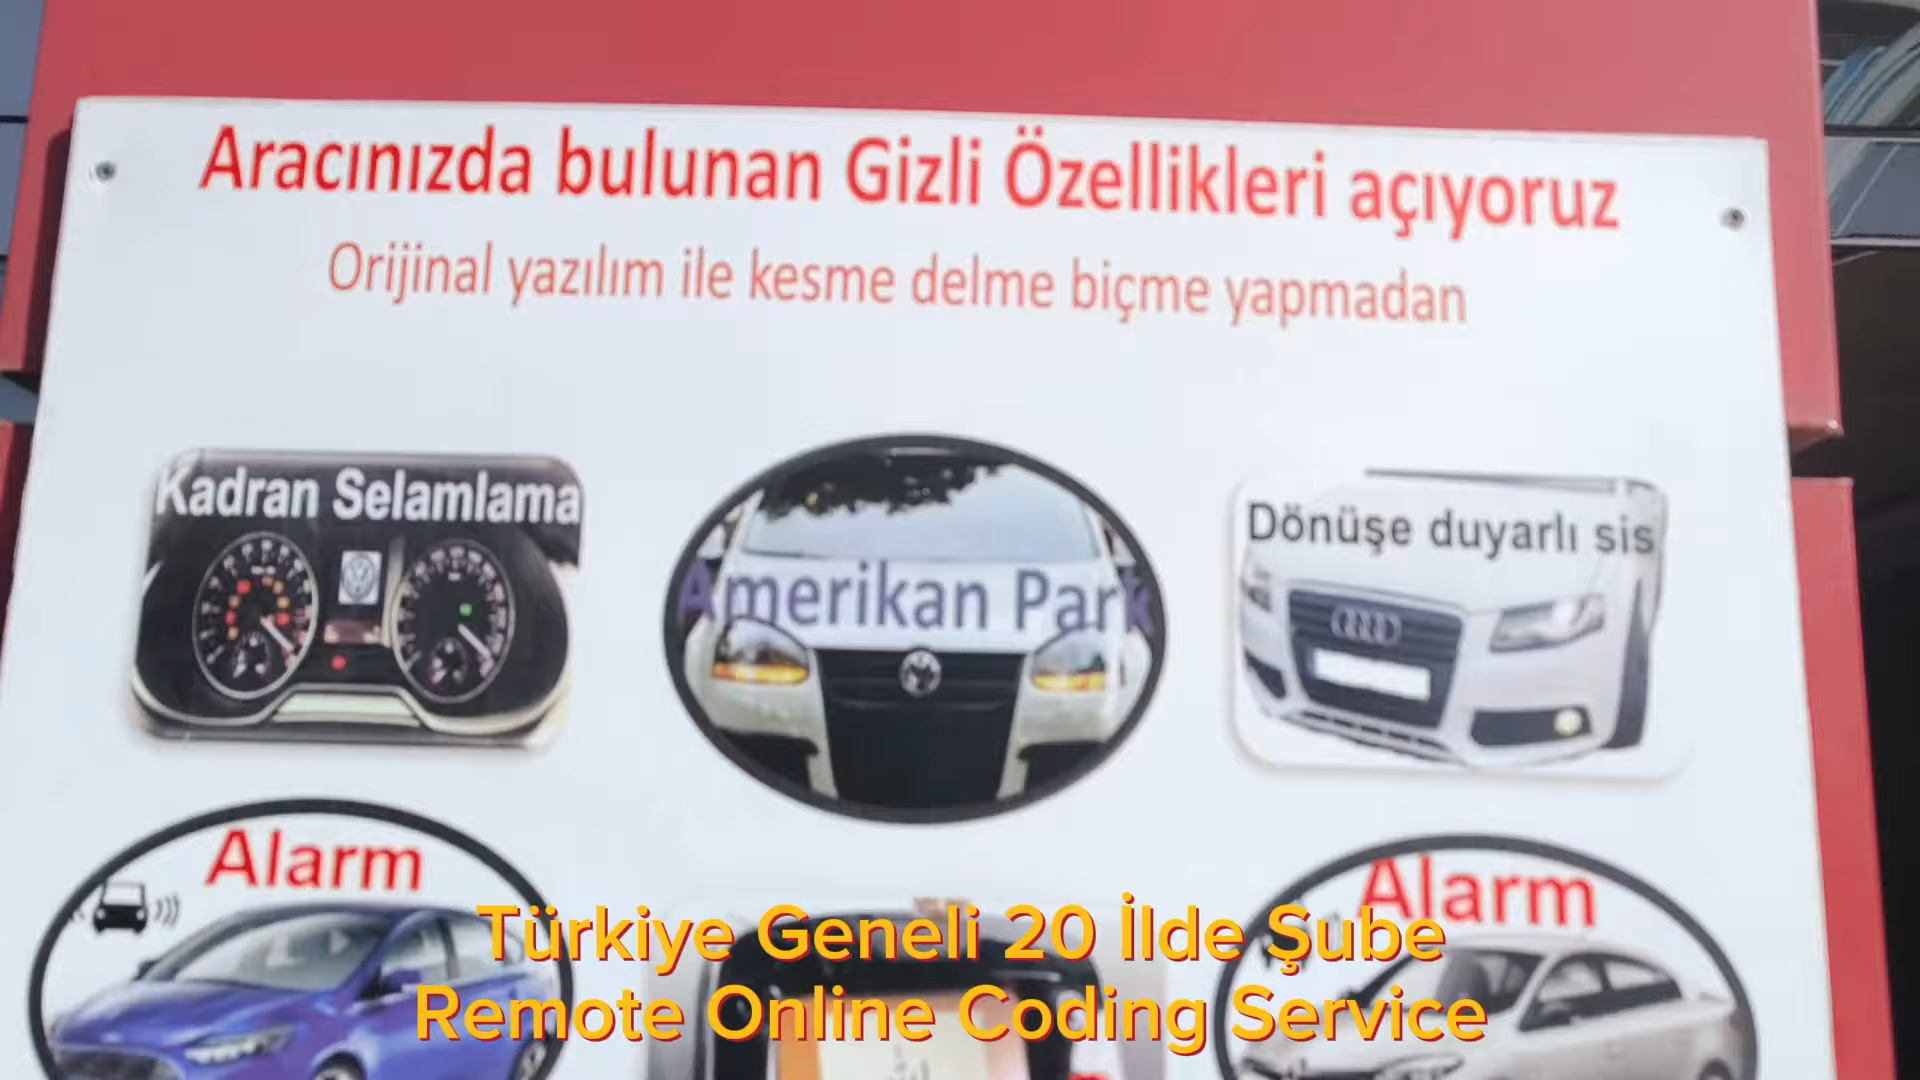 Aracınızda bulunan Gizli Özellikleri açıyoruz
Orijinal yazılım ile kesme delme biçme yapmadan
Kadran Selamlama
Amerikan Park
Dönüşe duyarlı sis
Alarm
Alarm
Türkiye Geneli 20 İlde Şube
Remote Online Coding Service